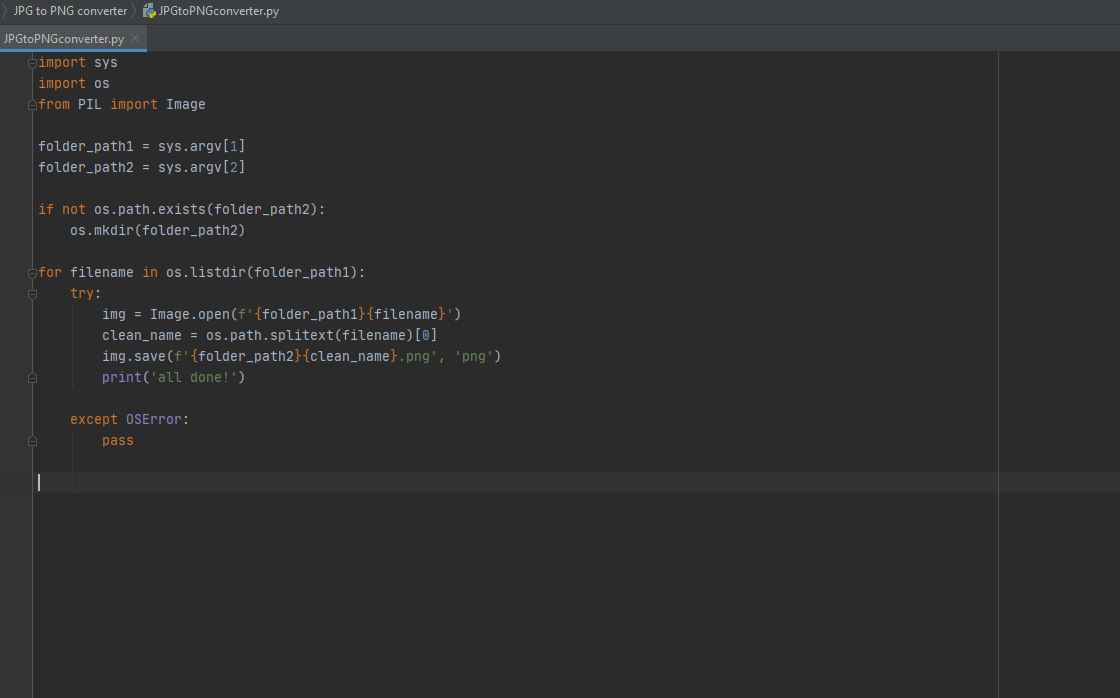 JPG to PNG converter JPGtoPNGconverter.py
JPGtoPNGconverter.py
import sys
import os
from PIL import Image
folder_path1 = sys.argv[1]
folder_path2 = sys.argv[2]
if not os.path.exists(folder_path2):
    os.mkdir(folder_path2)
for filename in os.listdir(folder_path1):
    try:
        img = Image.open(f'{folder_path1}{filename}')
        clean_name = os.path.splitext(filename)[0]
        img.save(f'{folder_path2}{clean_name}.png', 'png')
        print('all done!')
    except OSError:
        pass